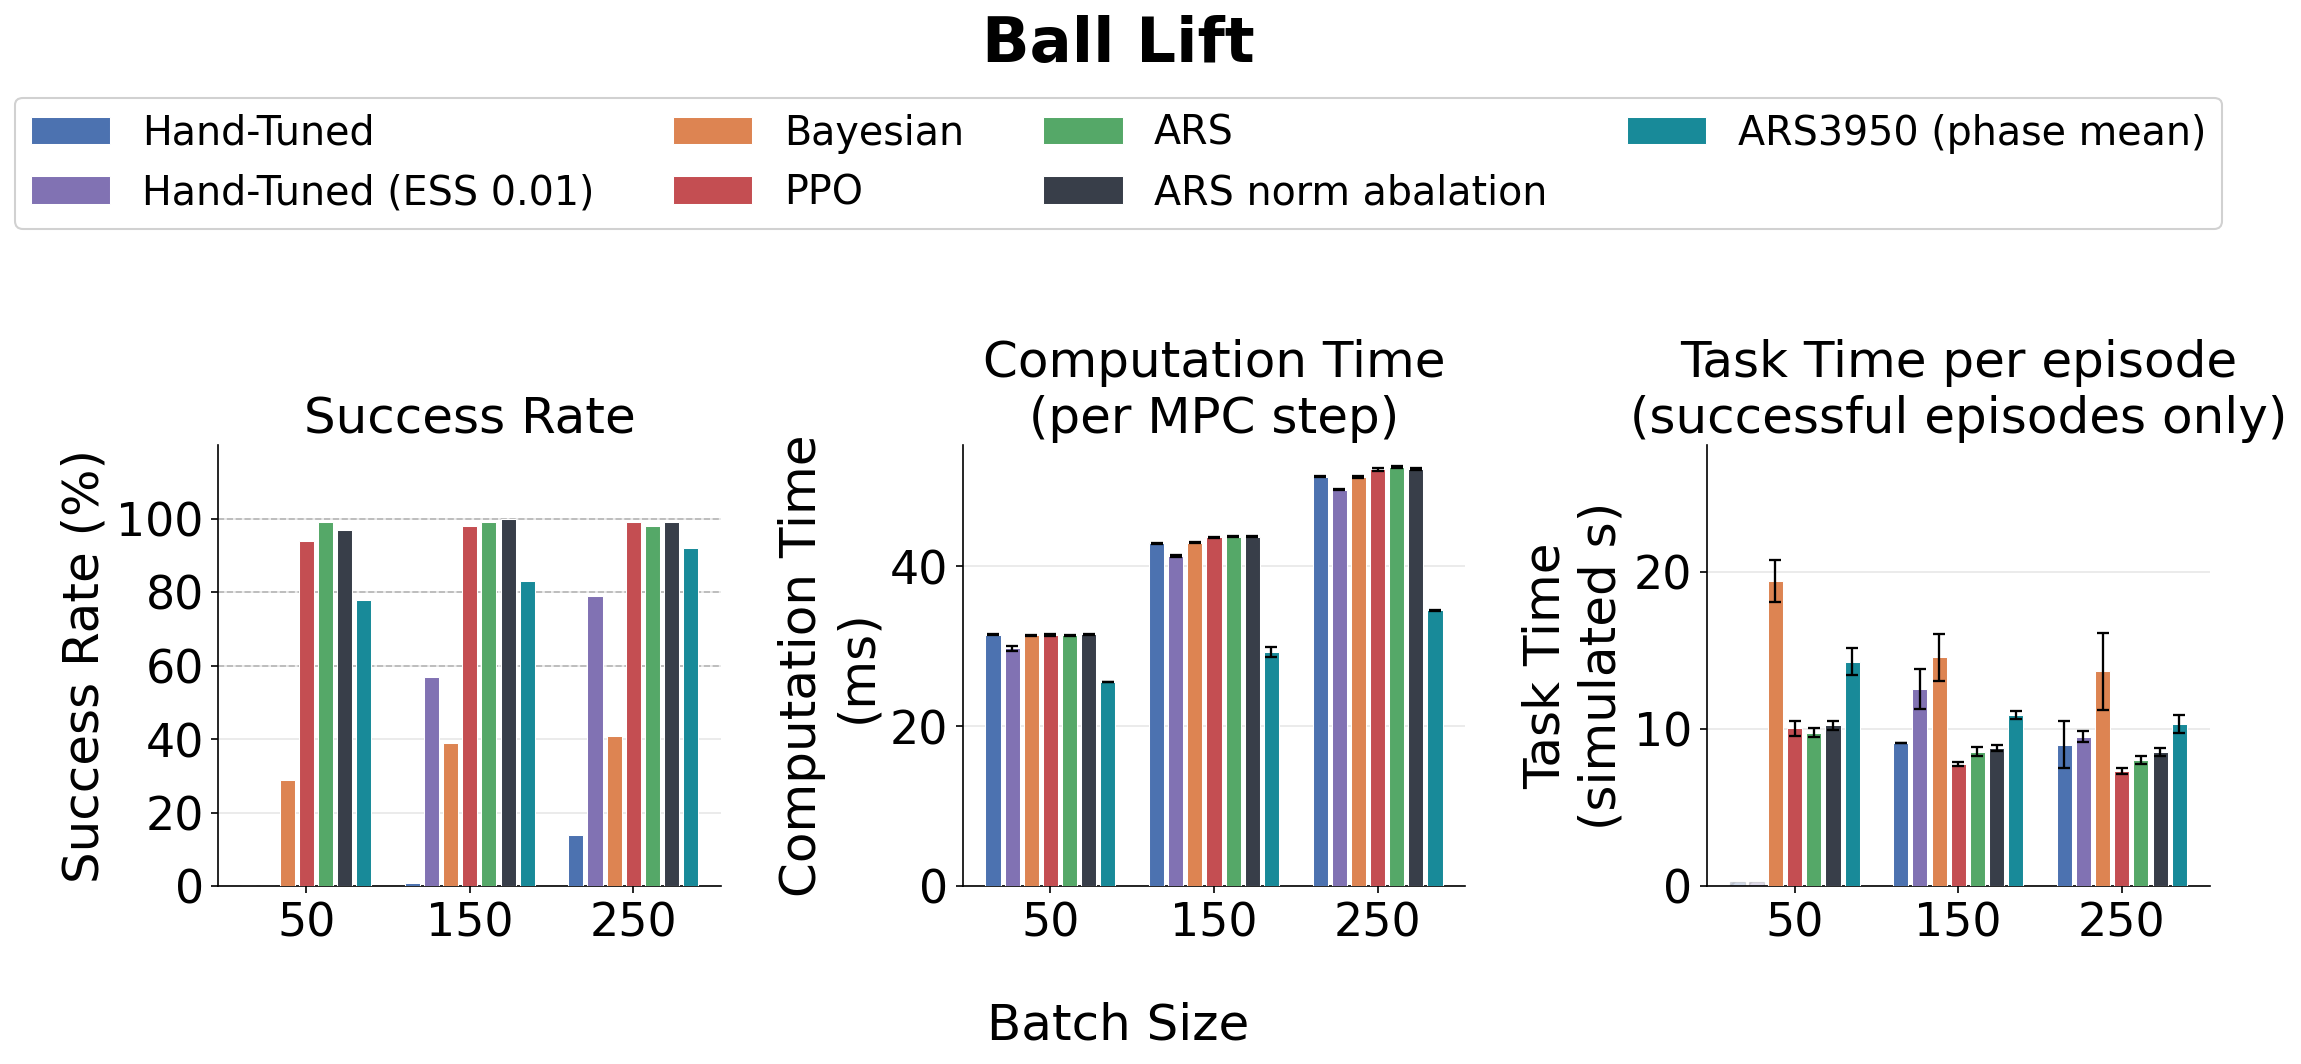 Ball Lift
Hand-Tuned
Hand-Tuned (ESS 0.01)
Bayesian
PPO
ARS
ARS norm abalation
ARS3950 (phase mean)
Success Rate
Success Rate (%)
100
80
60
40
20
0
50 150 250
Computation Time
(per MPC step)
Computation Time
(ms)
40
20
0
50 150 250
Task Time per episode
(successful episodes only)
Task Time
(simulated s)
20
10
0
50 150 250
Batch Size